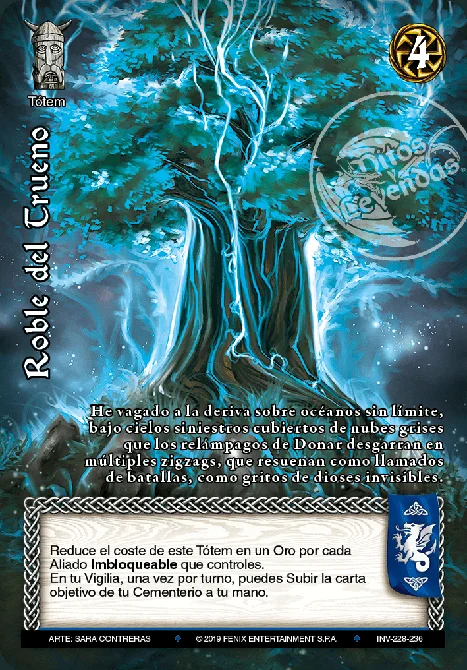 4
Tótem
Mitos y
Leyendas
Roble del Trueno
He vagado a la deriva sobre océanos sin límite,
bajo cielos siniestros cubiertos de nubes grises
que los relámpagos de Donar desgarran en
múltiples zigzags, que resuenan como llamados
de batallas, como gritos de dioses invisibles.
Reduce el coste de este Tótem en un Oro por cada
Aliado Imbloqueable que controles.
En tu Vigilia, una vez por turno, puedes Subir la carta
objetivo de tu Cementerio a tu mano.
ARTE: SARA CONTRERAS © 2019 FENIX ENTERTAINMENT S.P.A. INV-228-236